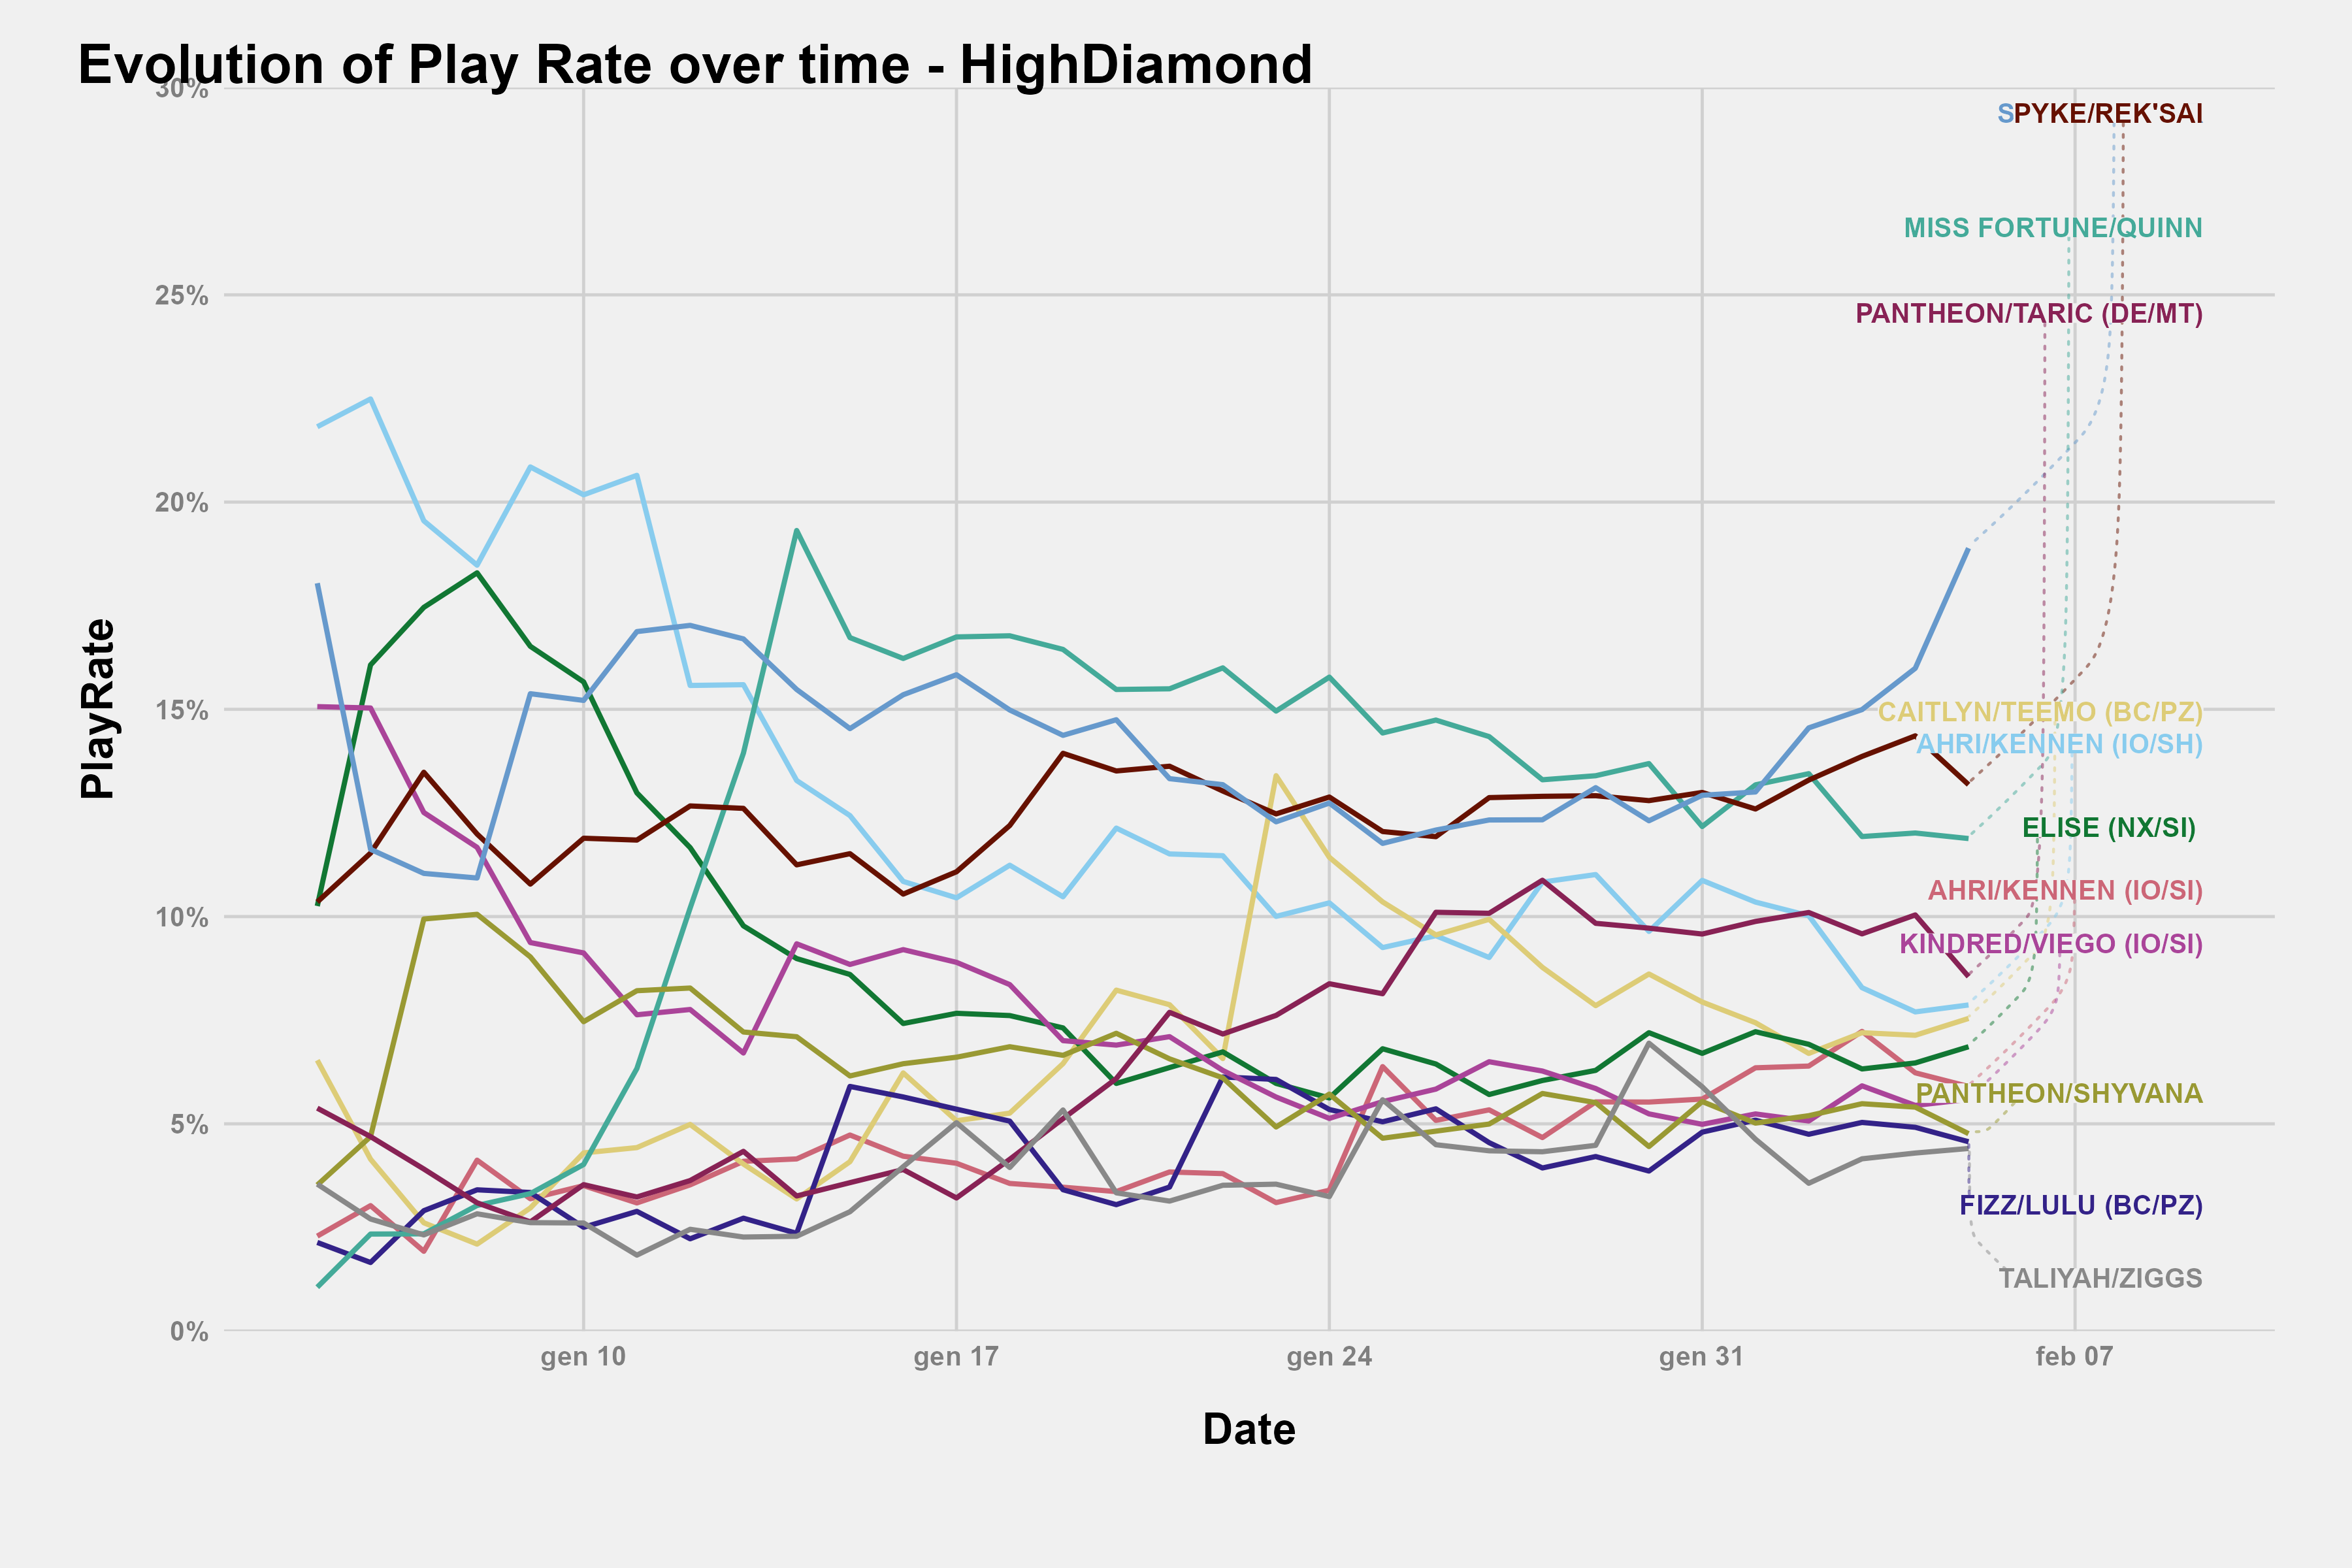 Evolution of Play Rate over time - HighDiamond
30%
25%
20%
15%
10%
5%
0%
PlayRate
SPYKE/REK'SAI
MISS FORTUNE/QUINN
PANTHEON/TARIC (DE/MT)
CAITLYN/TEEMO (BC/PZ)
AHRI/KENNEN (IO/SH)
ELISE (NX/SI)
AHRI/KENNEN (IO/SI)
KINDRED/VIEGO (IO/SI)
PANTHEON/SHYVANA
FIZZ/LULU (BC/PZ)
TALIYAH/ZIGGS
gen 10
gen 17
gen 24
gen 31
feb 07
Date